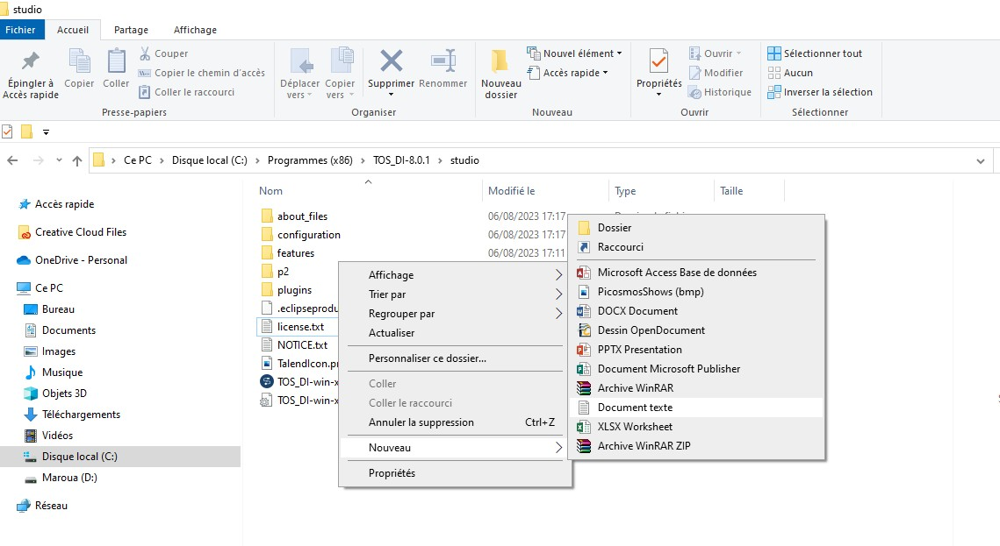 studio
Fichier Accueil Partage Affichage
Épingler à Accès rapide
Copier
Coller
Couper
Copier le chemin d'accès
Coller le raccourci
Presse-papiers
Déplacer vers
Copier vers
Supprimer
Renommer
Organiser
Nouveau dossier
Nouvel élément
Accès rapide
Nouveau
Propriétés
Ouvrir
Modifier
Historique
Ouvrir
Sélectionner tout
Aucun
Inverser la sélection
Sélectionner
Ce PC > Disque local (C:) > Programmes (x86) > TOS_DI-8.0.1 > studio
Accès rapide
Creative Cloud Files
OneDrive - Personal
Ce PC
Bureau
Documents
Images
Musique
Objets 3D
Téléchargements
Vidéos
Disque local (C:)
Maroua (D:)
Réseau
Nom Modifié le Type Taille
about_files 06/08/2023 17:17
configuration 06/08/2023 17:17
features 06/08/2023 17:11
p2
plugins
.eclipseprodu
license.txt
NOTICE.txt
TalendIcon.pr
TOS_DI-win-x
TOS_DI-win-x
Affichage
Trier par
Regrouper par
Actualiser
Personnaliser ce dossier...
Coller
Coller le raccourci
Annuler la suppression Ctrl+Z
Nouveau
Propriétés
Dossier
Raccourci
Microsoft Access Base de données
PicosmosShows (bmp)
DOCX Document
Dessin OpenDocument
PPTX Presentation
Document Microsoft Publisher
Archive WinRAR
Document texte
XLSX Worksheet
Archive WinRAR ZIP